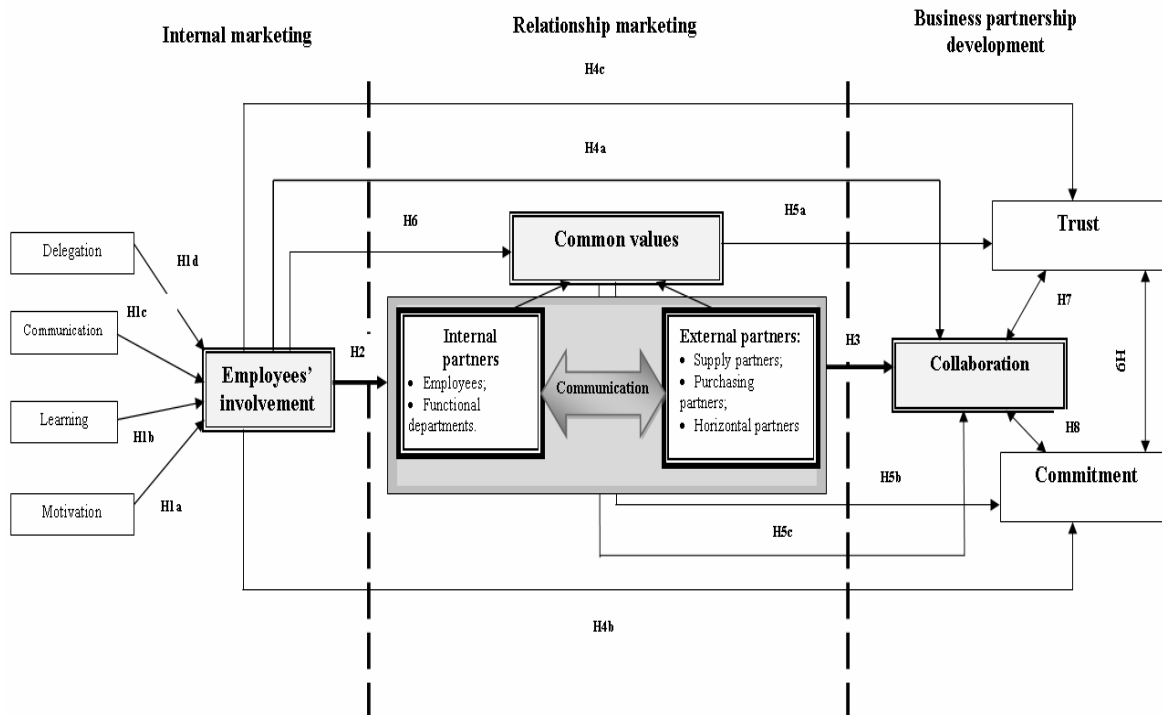 Internal marketing
Relationship marketing
Business partnership
development
H4c
H4a
H6
H5a
Common values
Trust
Delegation
H1d
Communication
H1c
Learning
H1b
Motivation
H1a
Employees'
involvement
H2
Internal
partners
• Employees;
• Functional
departments.
Communication
External partners:
• Supply partners;
• Purchasing
partners;
• Horizontal partners
H3
Collaboration
H7
H9
H8
Commitment
H5b
H5c
H4b